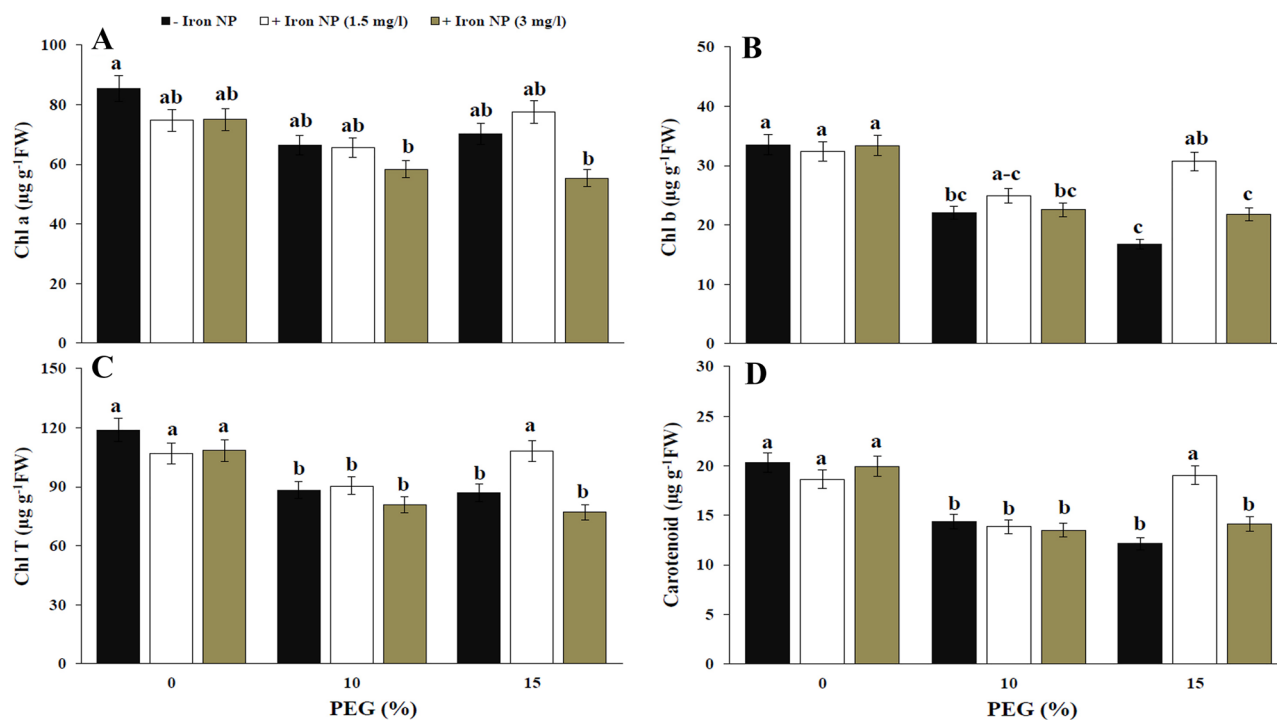 - Iron NP + Iron NP (1.5 mg/l) + Iron NP (3 mg/l)
A
Chl a (µg g-1FW)
100
80
60
40
20
0
a ab ab ab ab b ab ab b
B
Chl b (µg g-1FW)
50
40
30
20
10
0
a a a bc a-c bc c ab c
C
Chl T (µg g-1FW)
150
120
90
60
30
0
a a a b b b b a b
0 10 15
PEG (%)
D
Carotenoid (µg g-1FW)
30
25
20
15
10
5
0
a a a b b b b a b
0 10 15
PEG (%)